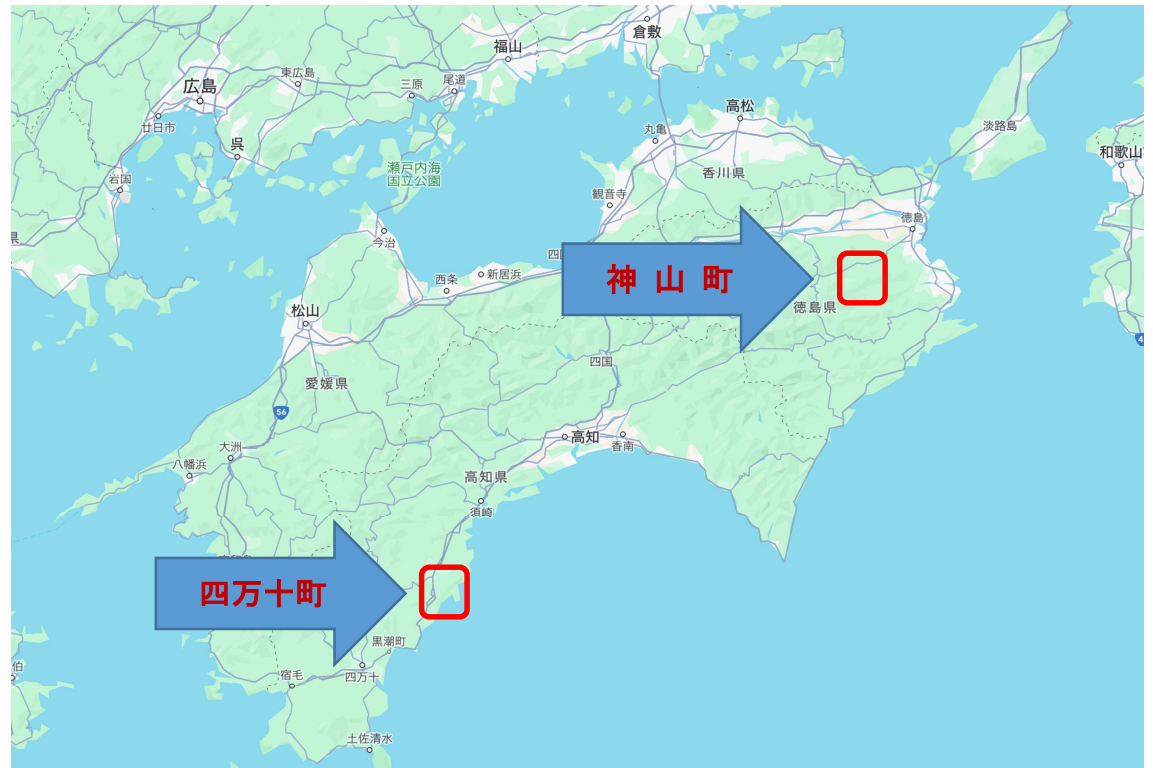 倉敷
福山
東広島
尾道
三原
広島
高松
廿日市
丸亀
淡路島
呉
和歌山
瀬戸内海
国立公園
香川県
岩国
観音寺
徳島
県
今治
四国
西条
新居浜
神 山 町
徳島県
松山
四国
愛媛県
56
大洲
高知
香南
八幡浜
高知県
須崎
四万十町
黒潮町
伯
宿毛
四万十
土佐清水